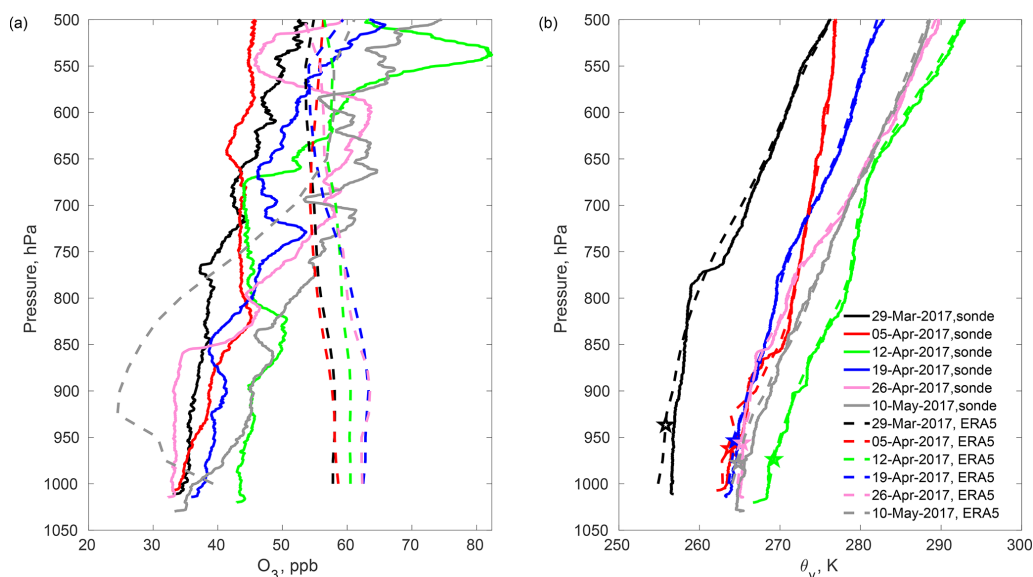 (a)
500
550
600
650
700
750
800
850
900
950
1000
1050
Pressure, hPa
20 30 40 50 60 70 80
O3, ppb
(b)
500
550
600
650
700
750
800
850
900
950
1000
1050
Pressure, hPa
250 260 270 280 290 300
θv, K
29-Mar-2017,sonde
05-Apr-2017,sonde
12-Apr-2017,sonde
19-Apr-2017,sonde
26-Apr-2017,sonde
10-May-2017,sonde
29-Mar-2017, ERA5
05-Apr-2017, ERA5
12-Apr-2017, ERA5
19-Apr-2017, ERA5
26-Apr-2017, ERA5
10-May-2017, ERA5